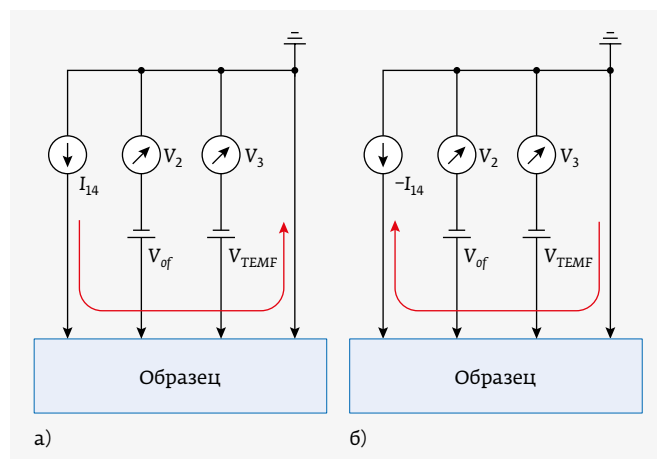 V2
V3
I14
Vof
VTEMF
Образец
а)
V2
V3
−I14
Vof
VTEMF
Образец
б)